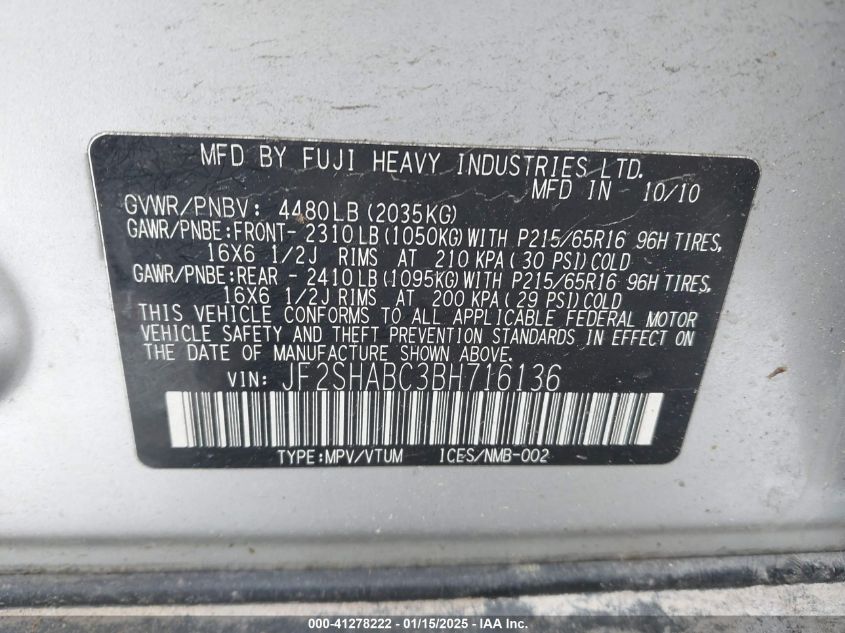 MFD BY FUJI HEAVY INDUSTRIES LTD.
MFD IN 10/10
GVWR/PNBV: 4480LB (2035KG)
GAWR/PNBE:FRONT- 2310LB (1050KG) WITH P215/65R16 96H TIRES,
16X6 1/2J RIMS AT 210 KPA (30 PSI) COLD
GAWR/PNBE:REAR - 2410LB (1095KG) WITH P215/65R16 96H TIRES,
16X6 1/2J RIMS AT 200 KPA (29 PSI) COLD
THIS VEHICLE CONFORMS TO ALL APPLICABLE FEDERAL MOTOR
VEHICLE SAFETY AND THEFT PREVENTION STANDARDS IN EFFECT ON
THE DATE OF MANUFACTURE SHOWN ABOVE.
VIN: JF2SHABC3BH716136
TYPE:MPV/VTUM ICES/NMB-002
000-41278222 - 01/15/2025 - IAA Inc.